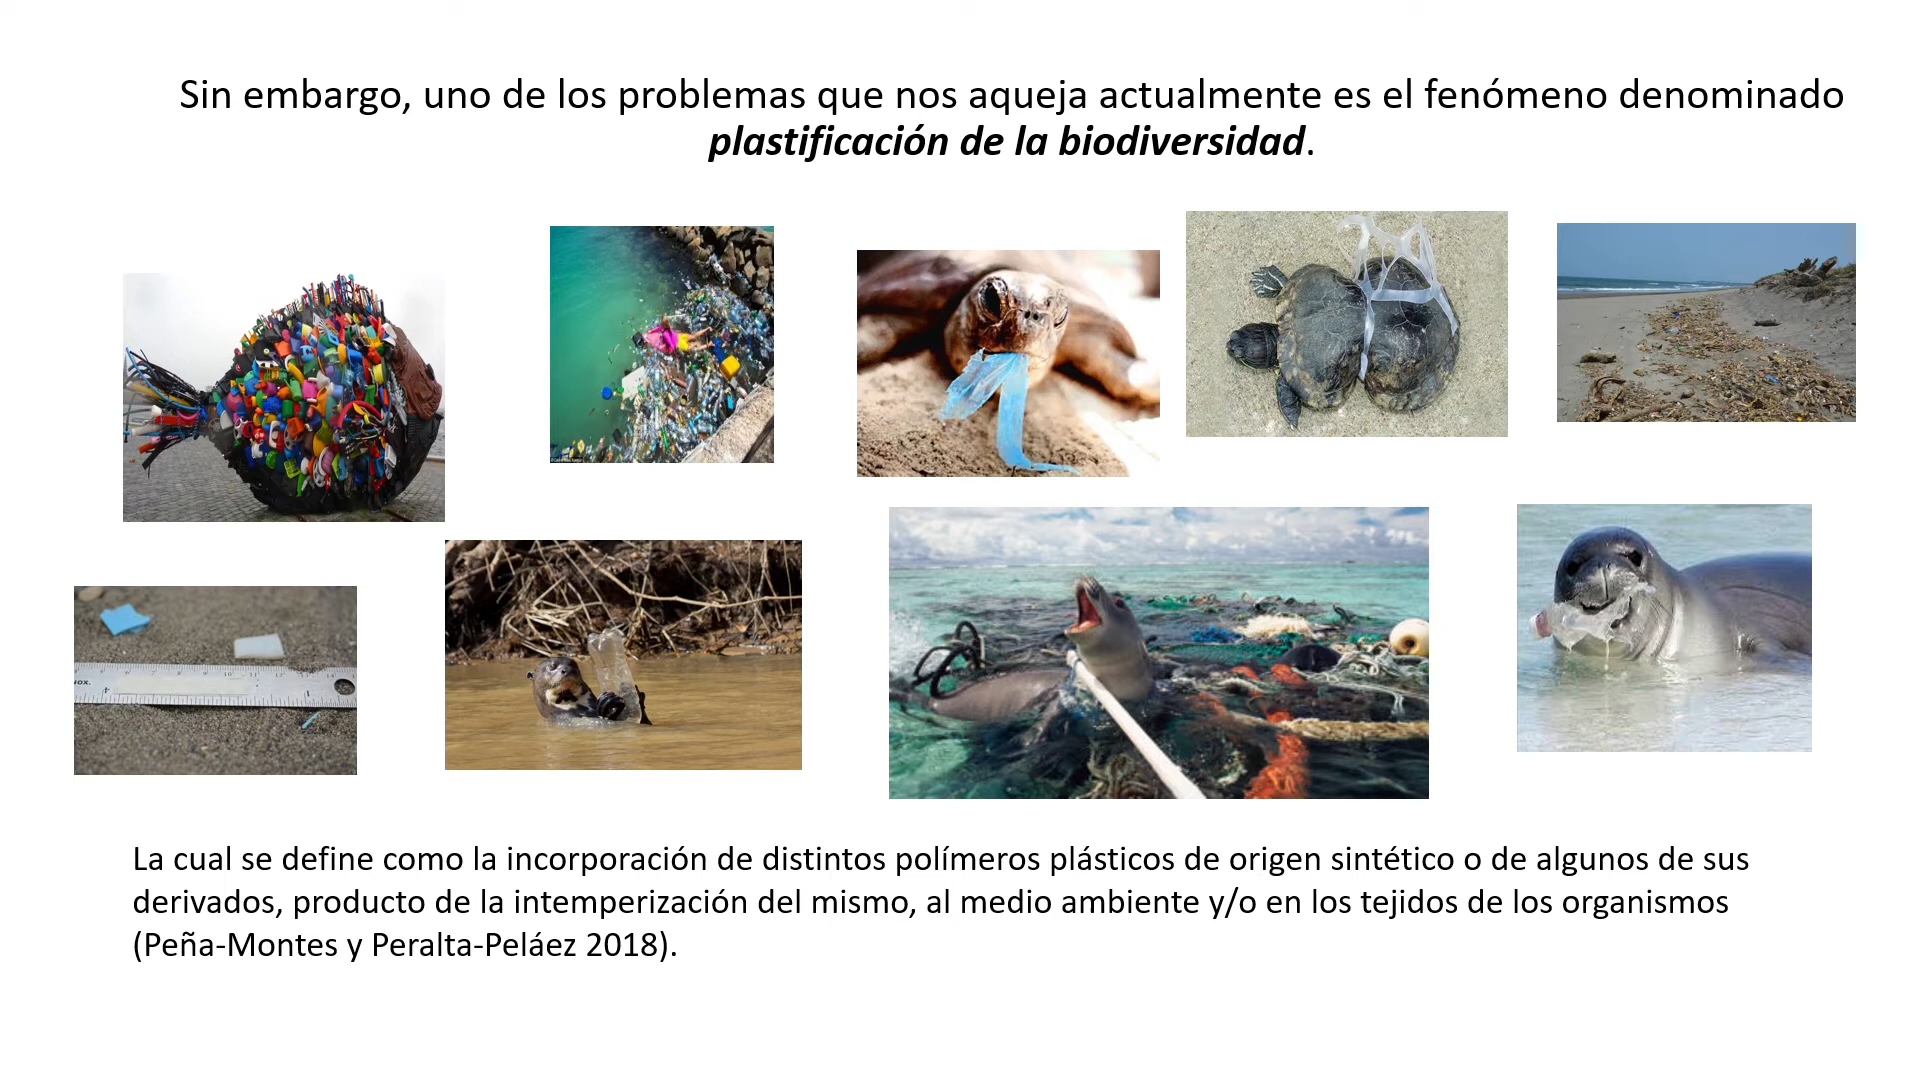 Sin embargo, uno de los problemas que nos aqueja actualmente es el fenómeno denominado
plastificación de la biodiversidad.
La cual se define como la incorporación de distintos polímeros plásticos de origen sintético o de algunos de sus
derivados, producto de la intemperización del mismo, al medio ambiente y/o en los tejidos de los organismos
(Peña-Montes y Peralta-Peláez 2018).